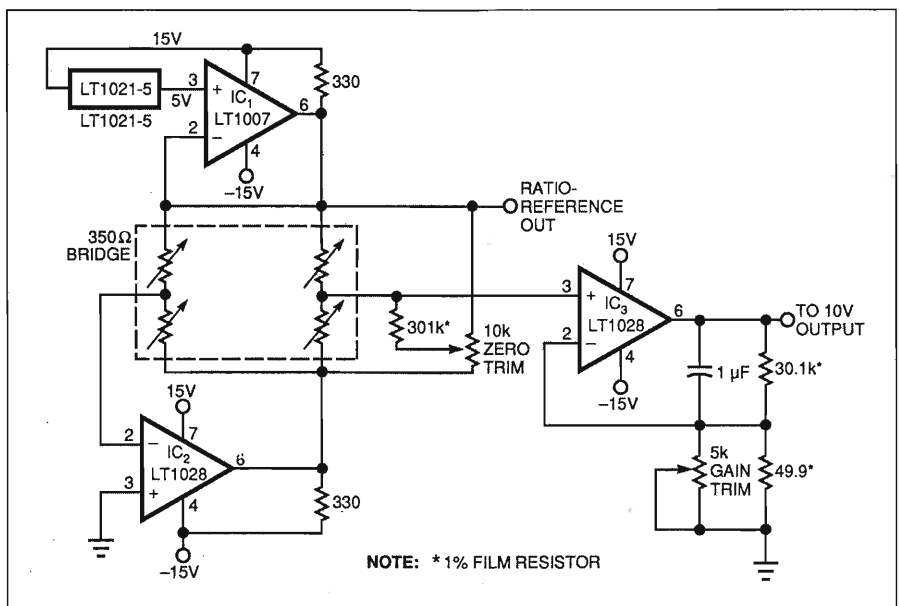 15V
LT1021-5
LT1021-5
5V
3
2
+
−
IC1
LT1007
7
4
6
−15V
330
RATIO-
REFERENCE
OUT
350Ω
BRIDGE
301k*
10k
ZERO
TRIM
15V
7
3
2
+
−
IC3
LT1028
6
4
−15V
TO 10V
OUTPUT
1 µF
30.1k*
5k
GAIN
TRIM
49.9*
15V
7
2
3
−
+
IC2
LT1028
6
4
−15V
330
NOTE: * 1% FILM RESISTOR